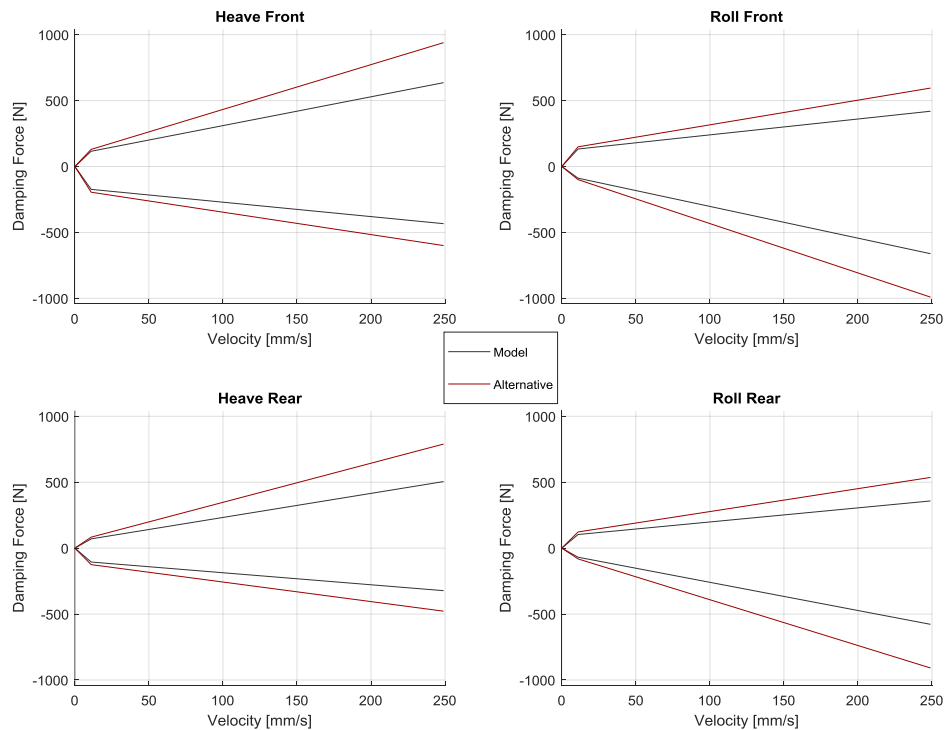 Heave Front
Damping Force [N]
1000
500
0
-500
-1000
0 50 100 150 200 250
Velocity [mm/s]
Roll Front
Damping Force [N]
1000
500
0
-500
-1000
0 50 100 150 200 250
Velocity [mm/s]
Model
Alternative
Heave Rear
Damping Force [N]
1000
500
0
-500
-1000
0 50 100 150 200 250
Velocity [mm/s]
Roll Rear
Damping Force [N]
1000
500
0
-500
-1000
0 50 100 150 200 250
Velocity [mm/s]